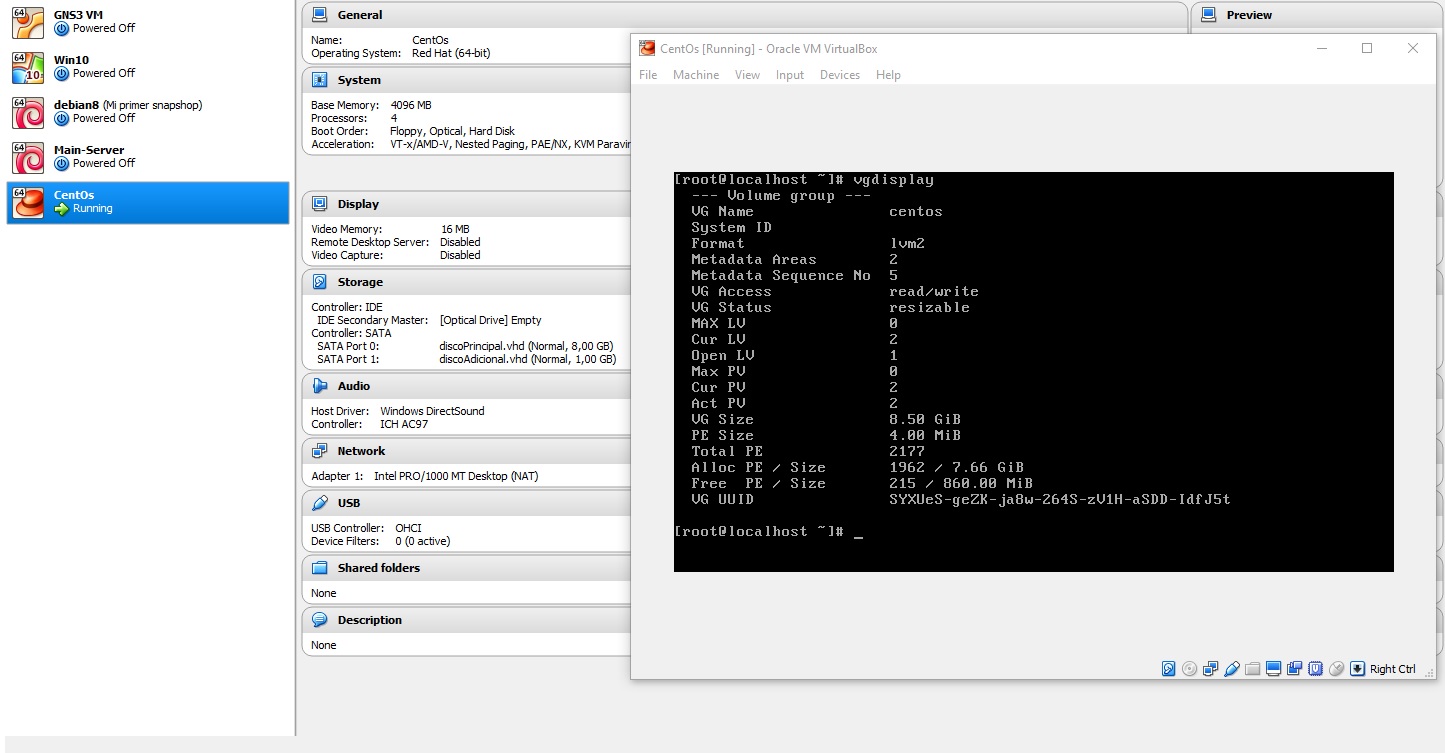 GNS3 VM
Powered Off
Win10
Powered Off
debian8 (Mi primer snapshop)
Powered Off
Main-Server
Powered Off
CentOs
Running
General
Name: CentOs
Operating System: Red Hat (64-bit)
System
Base Memory: 4096 MB
Processors: 4
Boot Order: Floppy, Optical, Hard Disk
Acceleration: VT-x/AMD-V, Nested Paging, PAE/NX, KVM Paravir
Display
Video Memory: 16 MB
Remote Desktop Server: Disabled
Video Capture: Disabled
Storage
Controller: IDE
IDE Secondary Master: [Optical Drive] Empty
Controller: SATA
SATA Port 0: discoPrincipal.vhd (Normal, 8,00 GB)
SATA Port 1: discoAdicional.vhd (Normal, 1,00 GB)
Audio
Host Driver: Windows DirectSound
Controller: ICH AC97
Network
Adapter 1: Intel PRO/1000 MT Desktop (NAT)
USB
USB Controller: OHCI
Device Filters: 0 (0 active)
Shared folders
None
Description
None
Preview
CentOs [Running] - Oracle VM VirtualBox
File Machine View Input Devices Help
[root@localhost ~]# vgdisplay
--- Volume group ---
VG Name centos
System ID
Format lvm2
Metadata Areas 2
Metadata Sequence No 5
VG Access read/write
VG Status resizable
MAX LV 0
Cur LV 2
Open LV 1
Max PV 0
Cur PV 2
Act PV 2
VG Size 8.50 GiB
PE Size 4.00 MiB
Total PE 2177
Alloc PE / Size 1962 / 7.66 GiB
Free PE / Size 215 / 860.00 MiB
VG UUID SYXUeS-geZK-ja8w-264S-zV1H-aSDD-IdfJ5t
[root@localhost ~]# _
Right Ctrl